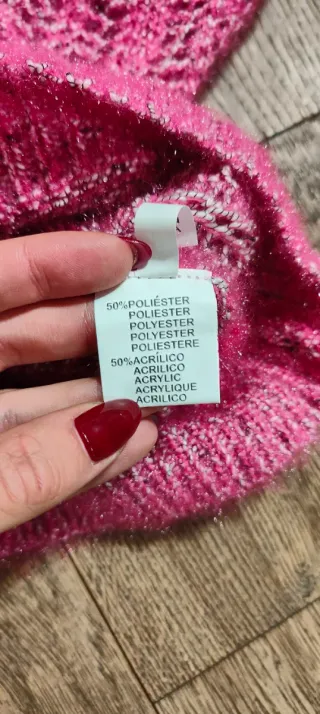 50%POLIÉSTER
POLIESTER
POLYESTER
POLYESTER
POLIESTERE
50%ACRÍLICO
ACRILICO
ACRYLIC
ACRYLIQUE
ACRILICO